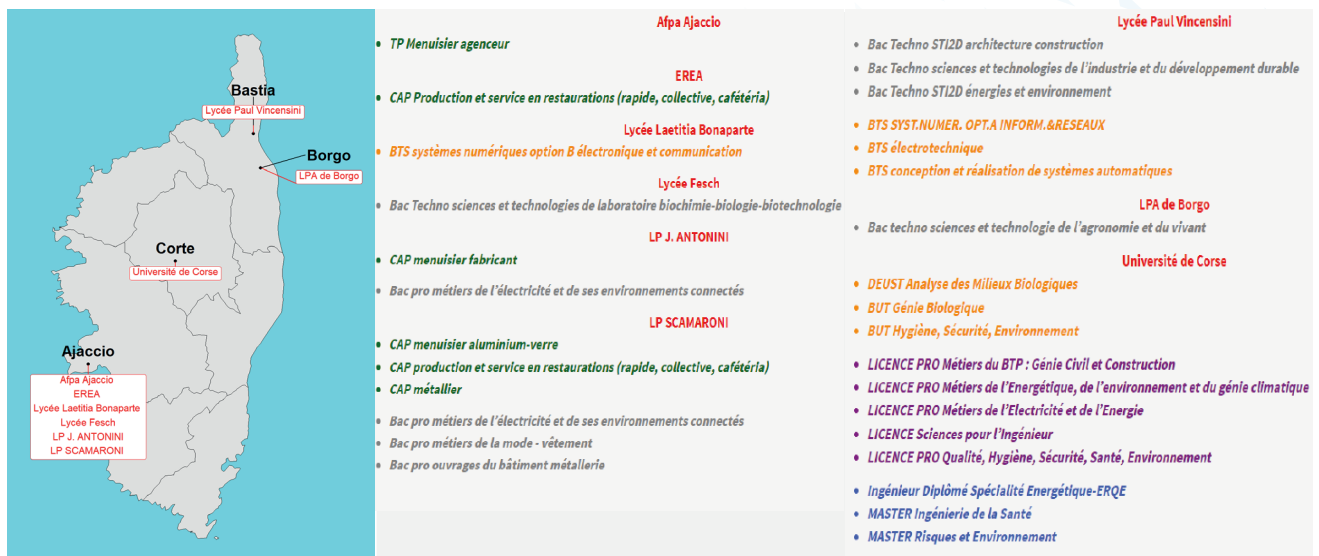 Bastia
Lycée Paul Vincensini
Borgo
LPA de Borgo
Corte
Université de Corse
Ajaccio
Afpa Ajaccio
EREA
Lycée Laetitia Bonaparte
Lycée Fesch
LP J. ANTONINI
LP SCAMARONI
Afpa Ajaccio
• TP Menuisier agenceur
EREA
• CAP Production et service en restaurations (rapide, collective, cafétéria)
Lycée Laetitia Bonaparte
• BTS systèmes numériques option B électronique et communication
Lycée Fesch
• Bac Techno sciences et technologies de laboratoire biochimie-biologie-biotechnologie
LP J. ANTONINI
• CAP menuisier fabricant
• Bac pro métiers de l'électricité et de ses environnements connectés
LP SCAMARONI
• CAP menuisier aluminium-verre
• CAP production et service en restaurations (rapide, collective, cafétéria)
• CAP métallier
• Bac pro métiers de l'électricité et de ses environnements connectés
• Bac pro métiers de la mode - vêtement
• Bac pro ouvrages du bâtiment métallerie
Lycée Paul Vincensini
• Bac Techno STI2D architecture construction
• Bac Techno sciences et technologies de l'industrie et du développement durable
• Bac Techno STI2D énergies et environnement
• BTS SYST.NUMER. OPT.A INFORM.&RESEAUX
• BTS électrotechnique
• BTS conception et réalisation de systèmes automatiques
LPA de Borgo
• Bac techno sciences et technologie de l'agronomie et du vivant
Université de Corse
• DEUST Analyse des Milieux Biologiques
• BUT Génie Biologique
• BUT Hygiène, Sécurité, Environnement
• LICENCE PRO Métiers du BTP : Génie Civil et Construction
• LICENCE PRO Métiers de l'Energétique, de l'environnement et du génie climatique
• LICENCE PRO Métiers de l'Electricité et de l'Energie
• LICENCE Sciences pour l'Ingénieur
• LICENCE PRO Qualité, Hygiène, Sécurité, Santé, Environnement
• Ingénieur Diplômé Spécialité Energétique-ERQE
• MASTER Ingénierie de la Santé
• MASTER Risques et Environnement